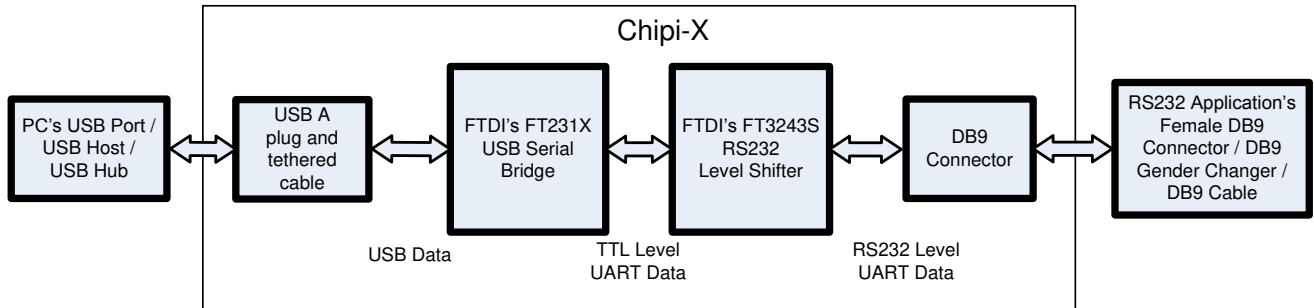 Chipi-X
PC's USB Port /
USB Host /
USB Hub
USB A
plug and
tethered
cable
FTDI's FT231X
USB Serial
Bridge
FTDI's FT3243S
RS232
Level Shifter
DB9
Connector
RS232 Application's
Female DB9
Connector / DB9
Gender Changer /
DB9 Cable
USB Data
TTL Level
UART Data
RS232 Level
UART Data